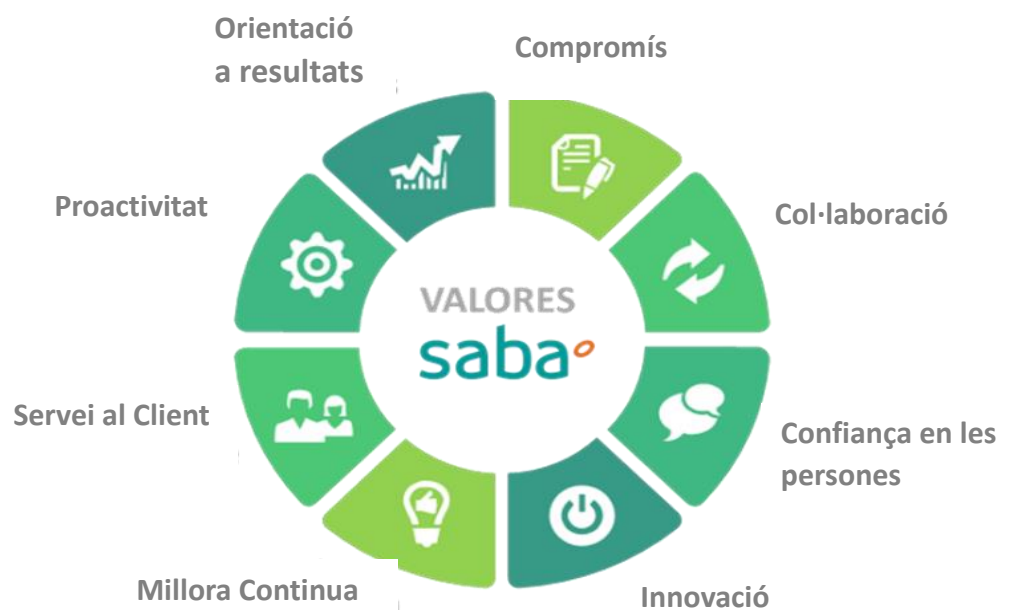 Orientació
a resultats
Compromís
Proactivitat
Col·laboració
VALORES
saba
Servei al Client
Confiança en les
persones
Millora Continua
Innovació